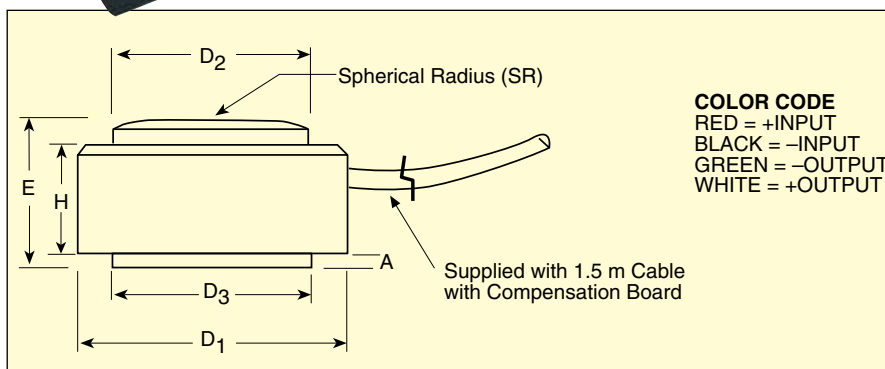 D2
Spherical Radius (SR)
COLOR CODE
RED = +INPUT
BLACK = –INPUT
GREEN = –OUTPUT
WHITE = +OUTPUT
E
H
A
D3
D1
Supplied with 1.5 m Cable
with Compensation Board